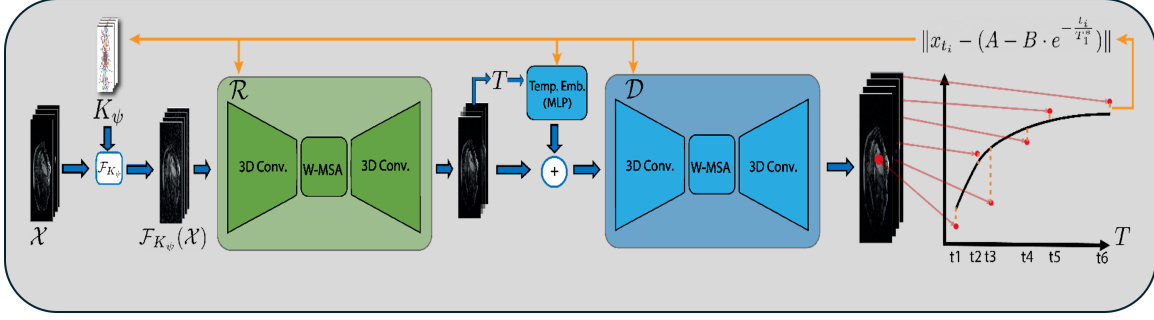 ‖x_{t_i} − (A − B · e^{−\frac{t_i}{T_1^*}})‖
K_ψ
F_{K_ψ}
X
F_{K_ψ}(X)
R
3D Conv.
W-MSA
3D Conv.
T
Temp. Emb.
(MLP)
+
D
3D Conv.
W-MSA
3D Conv.
t1
t2
t3
t4
t5
t6
T